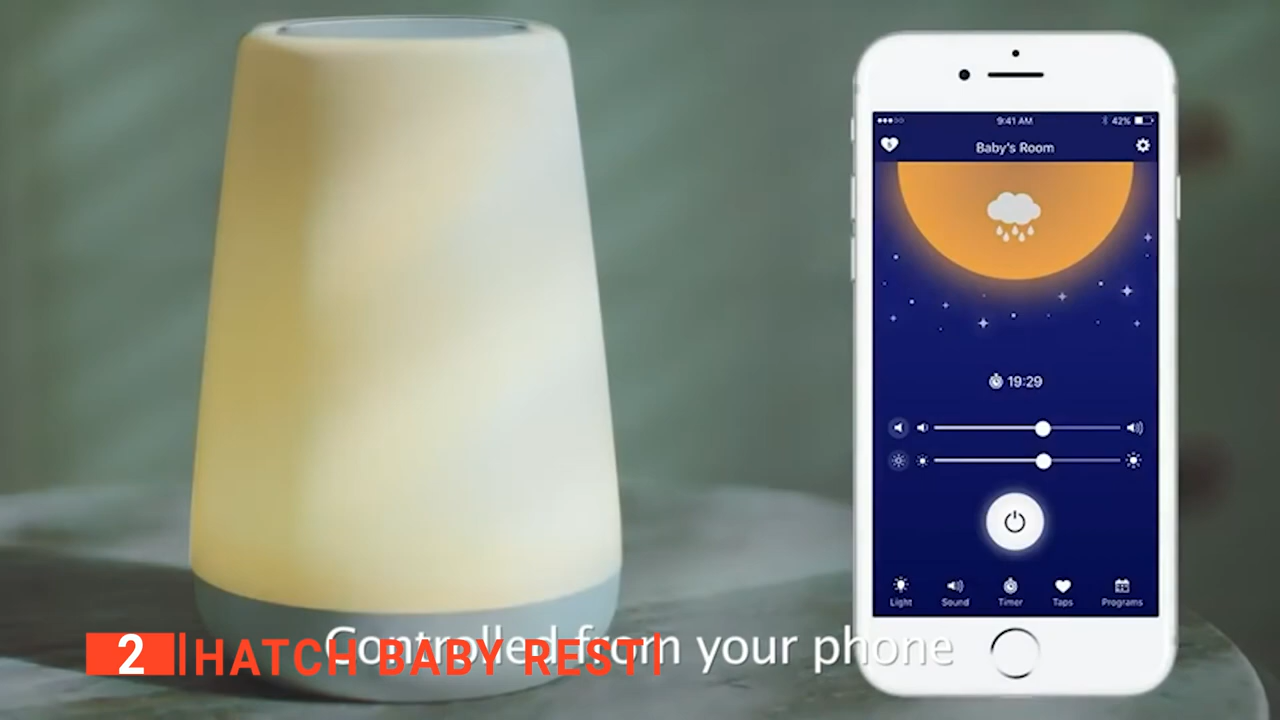 9:41 AM
42%
Baby's Room
19:29
Light Sound Timer Taps Programs
Controlled from your phone
2 HATCH BABY REST